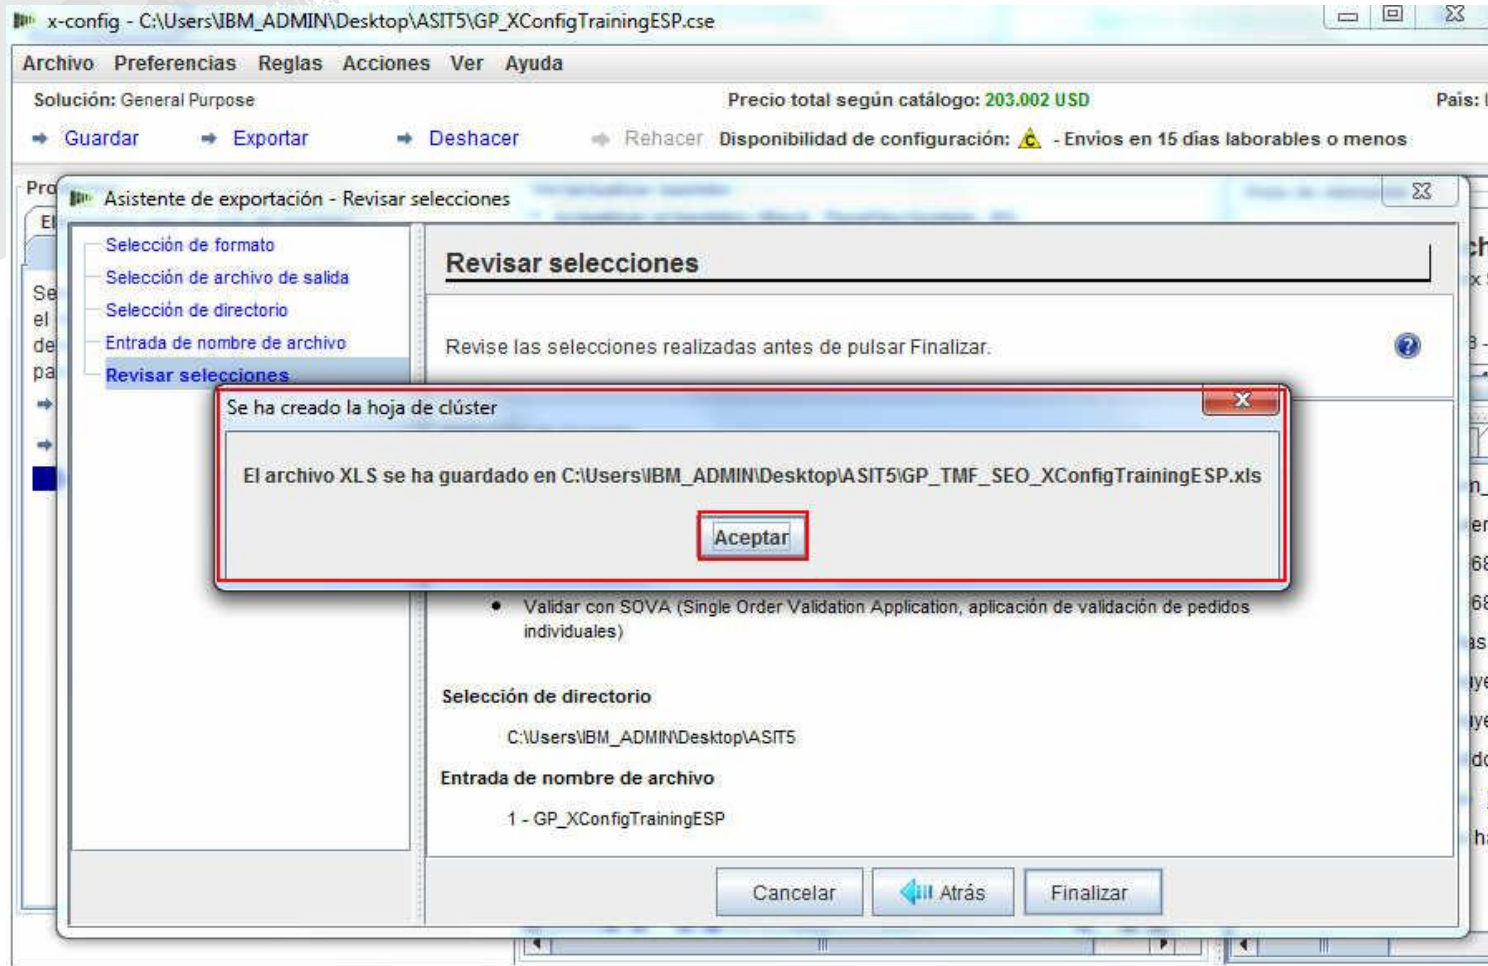 x-config - C:\Users\IBM_ADMIN\Desktop\ASIT5\GP_XConfigTrainingESP.cse
Archivo Preferencias Reglas Acciones Ver Ayuda
Solución: General Purpose Precio total según catálogo: 203.002 USD País:
Guardar Exportar Deshacer Rehacer Disponibilidad de configuración: C - Envíos en 15 días laborables o menos
Asistente de exportación - Revisar selecciones
Selección de formato
Selección de archivo de salida
Selección de directorio
Entrada de nombre de archivo
Revisar selecciones
Revisar selecciones
Revise las selecciones realizadas antes de pulsar Finalizar.
Se ha creado la hoja de clúster
El archivo XLS se ha guardado en C:\Users\IBM_ADMIN\Desktop\ASIT5\GP_TMF_SEO_XConfigTrainingESP.xls
Aceptar
• Validar con SOVA (Single Order Validation Application, aplicación de validación de pedidos
individuales)
Selección de directorio
C:\Users\IBM_ADMIN\Desktop\ASIT5
Entrada de nombre de archivo
1 - GP_XConfigTrainingESP
Cancelar Atrás Finalizar